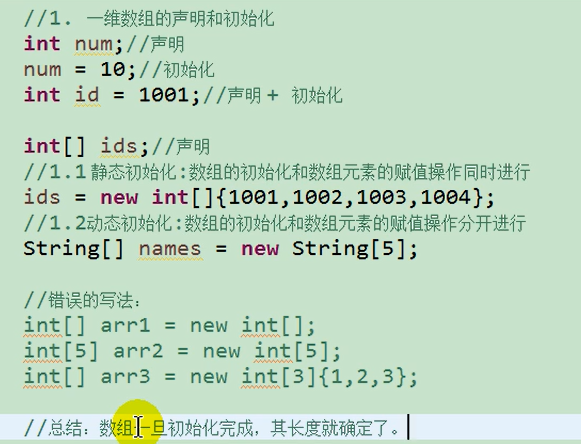 //1. 一维数组的声明和初始化
int num;//声明
num = 10;//初始化
int id = 1001;//声明 + 初始化
int[] ids;//声明
//1.1 静态初始化:数组的初始化和数组元素的赋值操作同时进行
ids = new int[]{1001,1002,1003,1004};
//1.2动态初始化:数组的初始化和数组元素的赋值操作分开进行
String[] names = new String[5];
//错误的写法:
int[] arr1 = new int[];
int[5] arr2 = new int[5];
int[] arr3 = new int[3]{1,2,3};
//总结: 数组一旦初始化完成，其长度就确定了。